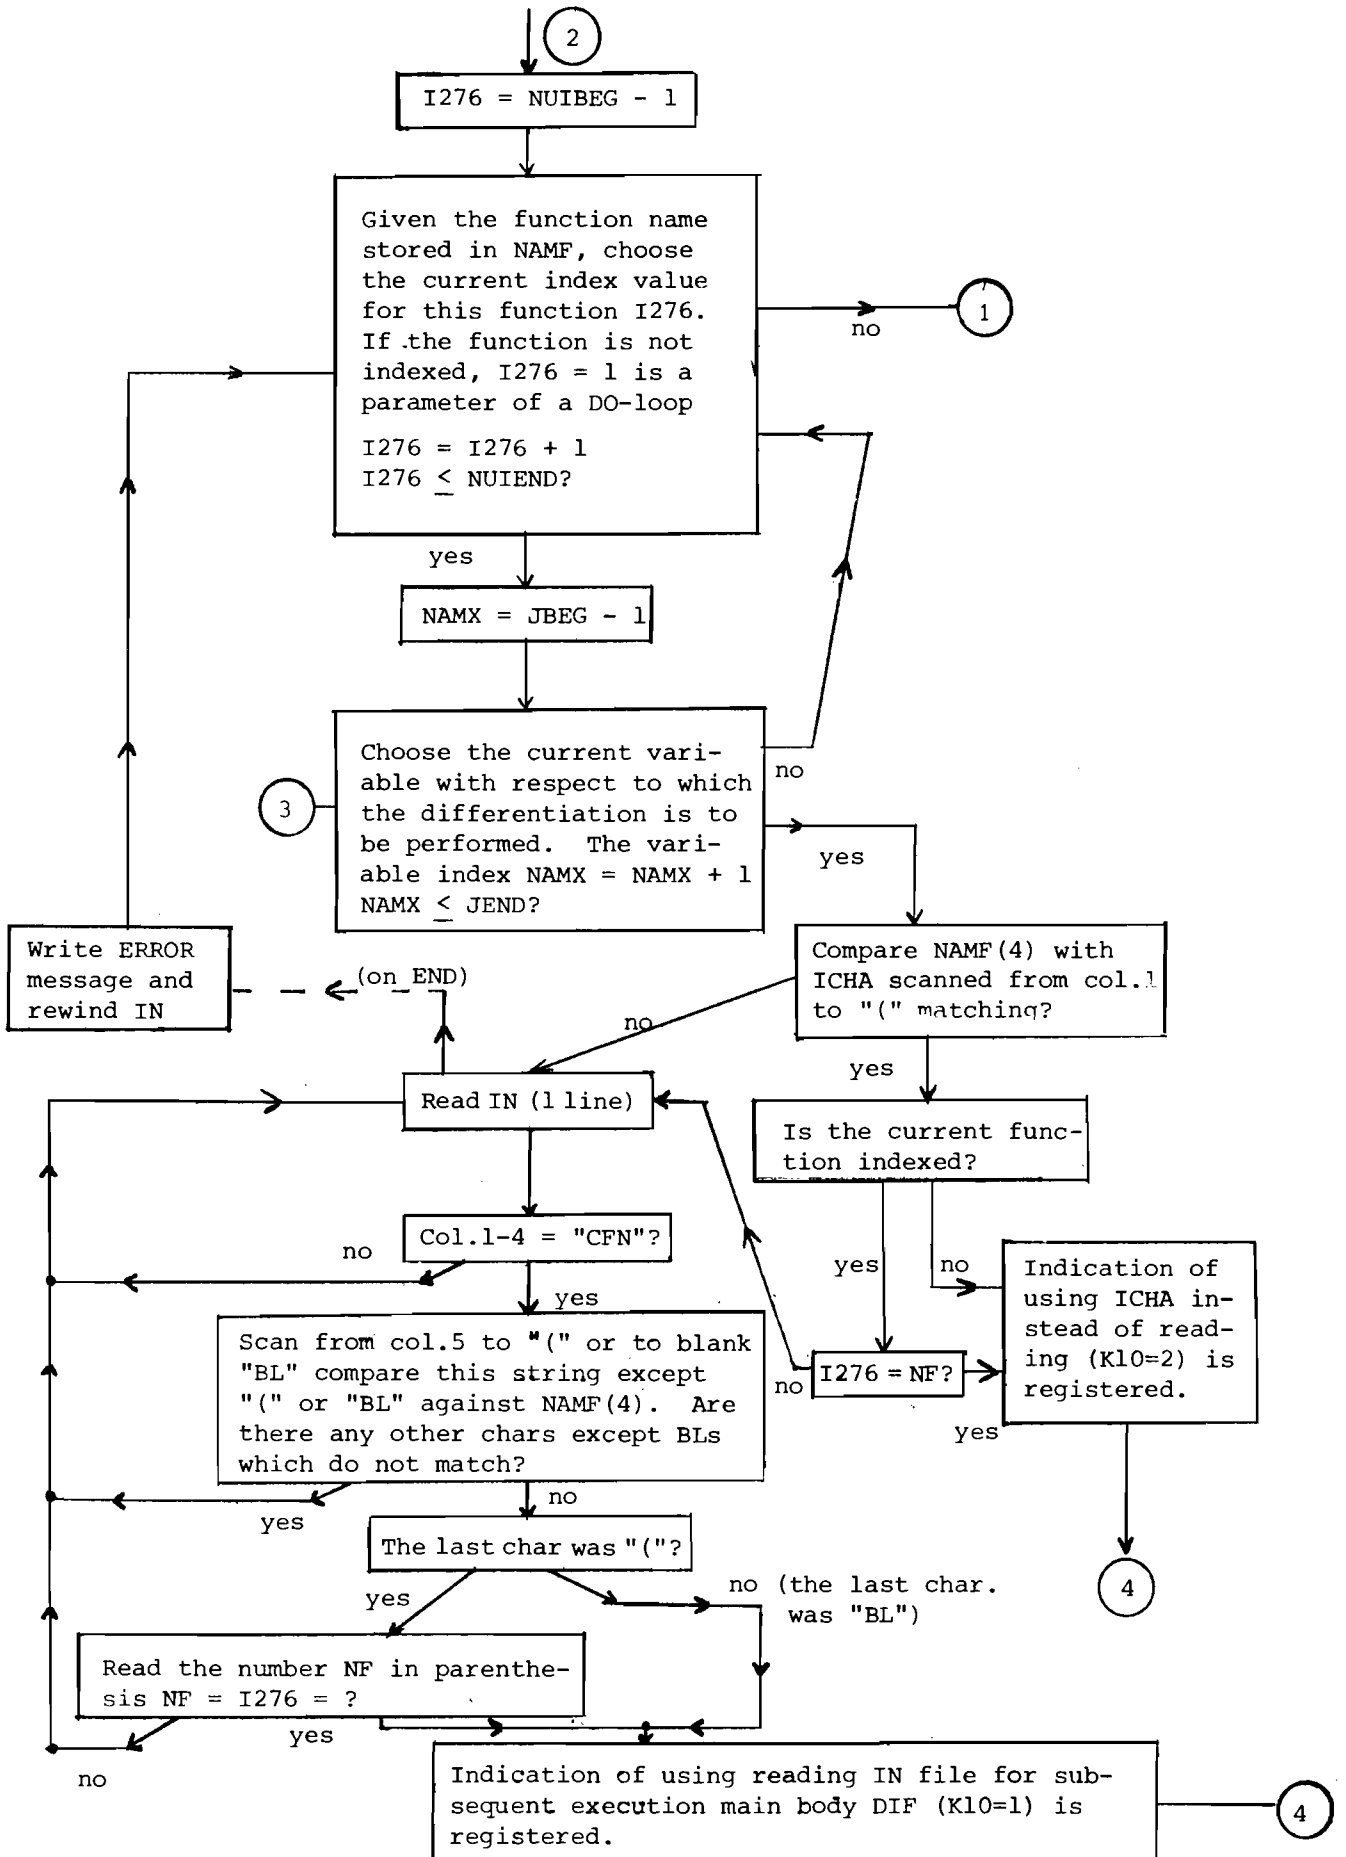 2
I276 = NUIBEG - 1
Given the function name
stored in NAMF, choose
the current index value
for this function I276.
If the function is not
indexed, I276 = 1 is a
parameter of a DO-loop
I276 = I276 + 1
I276 ≤ NUIEND?
no
1
yes
NAMX = JBEG - 1
3
Choose the current vari-
able with respect to which
the differentiation is to
be performed. The vari-
able index NAMX = NAMX + 1
NAMX ≤ JEND?
no
yes
Write ERROR
message and
rewind IN
(on END)
Compare NAMF(4) with
ICHA scanned from col.1
to "(" matching?
no
yes
Read IN (1 line)
Is the current func-
tion indexed?
Col.1-4 = "CFN"?
no
yes
yes
no
Indication of
using ICHA in-
stead of read-
ing (K10=2) is
registered.
Scan from col.5 to "(" or to blank
"BL" compare this string except
"(" or "BL" against NAMF(4). Are
there any other chars except BLs
which do not match?
I276 = NF?
no
yes
yes
no
The last char was "("?
yes
no (the last char.
was "BL")
4
Read the number NF in parenthe-
sis NF = I276 = ?
yes
no
Indication of using reading IN file for sub-
sequent execution main body DIF (K10=1) is
registered.
4